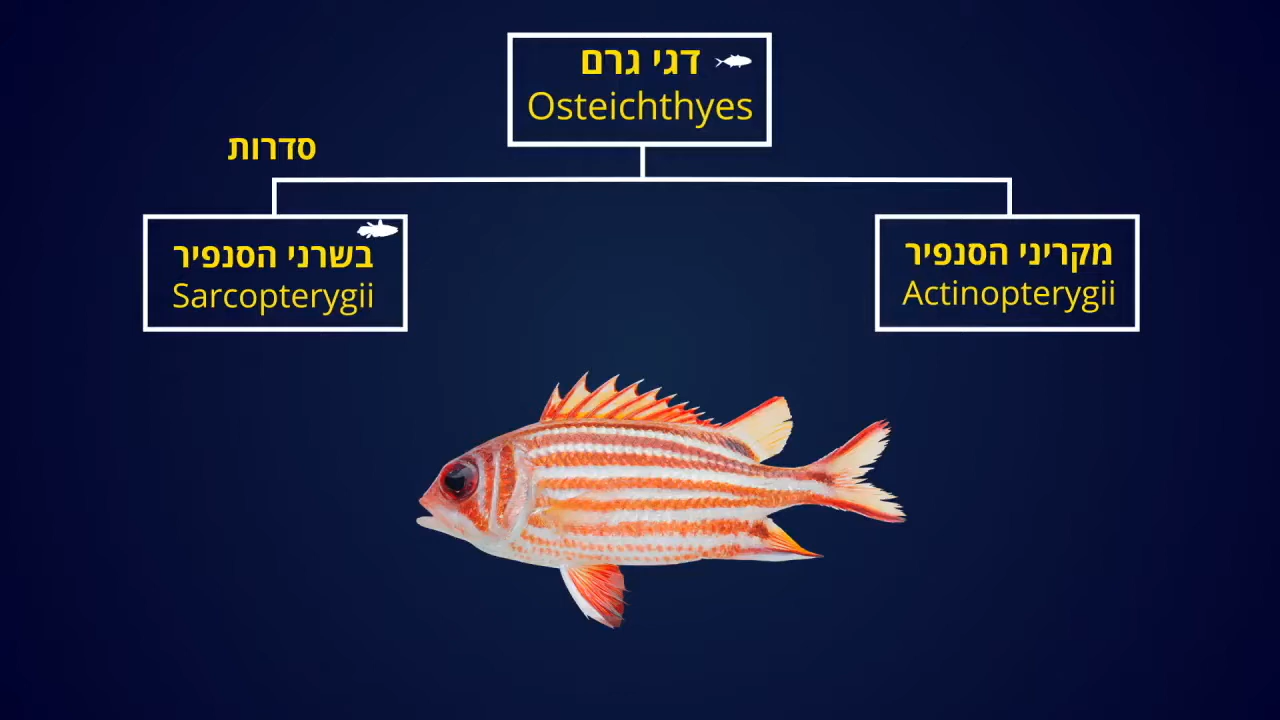 דגי גרם
Osteichthyes
סדרות
בשרני הסנפיר
Sarcopterygii
מקריני הסנפיר
Actinopterygii